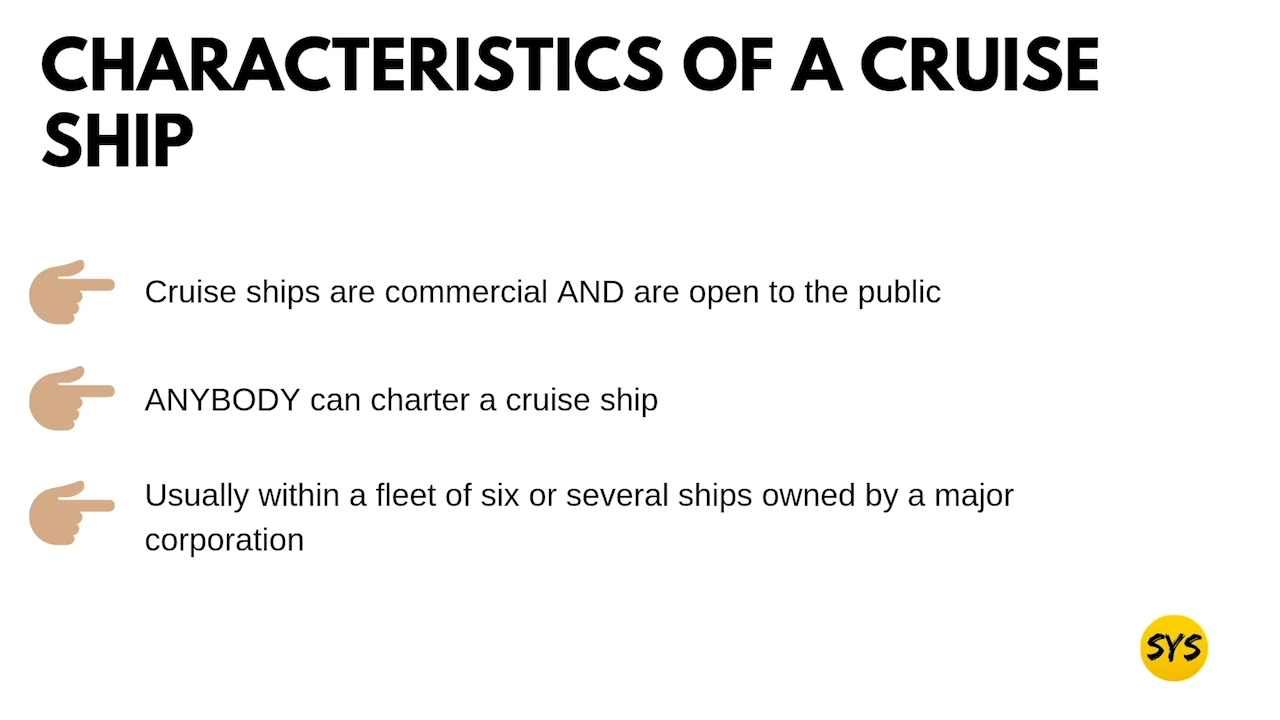 CHARACTERISTICS OF A CRUISE
SHIP
Cruise ships are commercial AND are open to the public
ANYBODY can charter a cruise ship
Usually within a fleet of six or several ships owned by a major
corporation
SYS